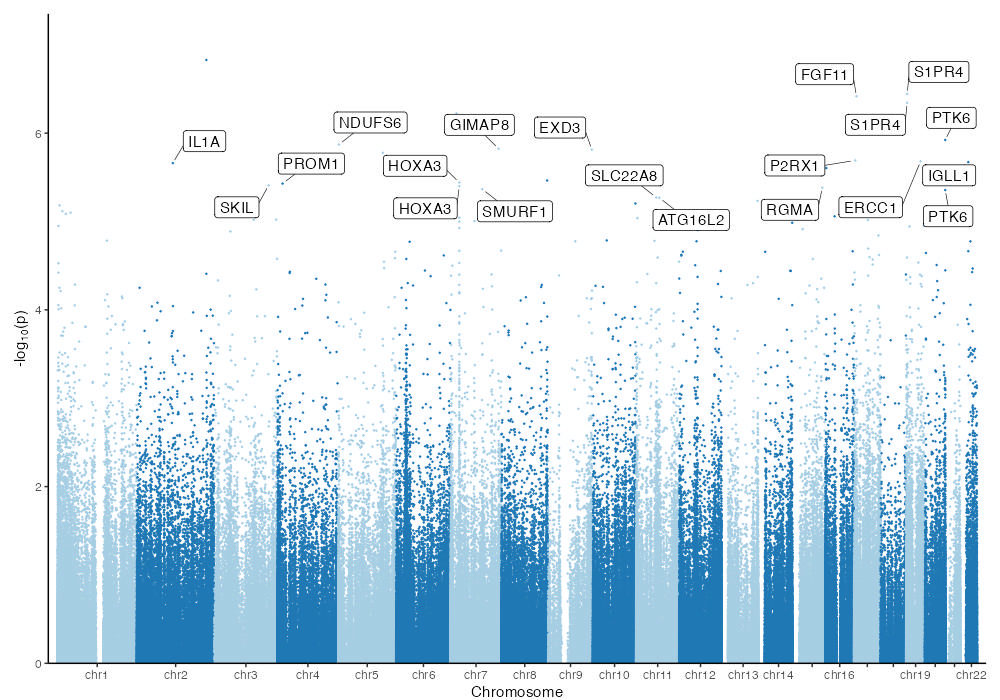 FGF11
S1PR4
S1PR4
PTK6
NDUFS6
GIMAP8
EXD3
IL1A
PROM1
HOXA3
P2RX1
SLC22A8
IGLL1
SKIL
HOXA3
SMURF1
RGMA
ERCC1
ATG16L2
PTK6
6
4
2
0
-log10(p)
chr1 chr2 chr3 chr4 chr5 chr6 chr7 chr8 chr9 chr10 chr11 chr12 chr13 chr14 chr16 chr19 chr22
Chromosome